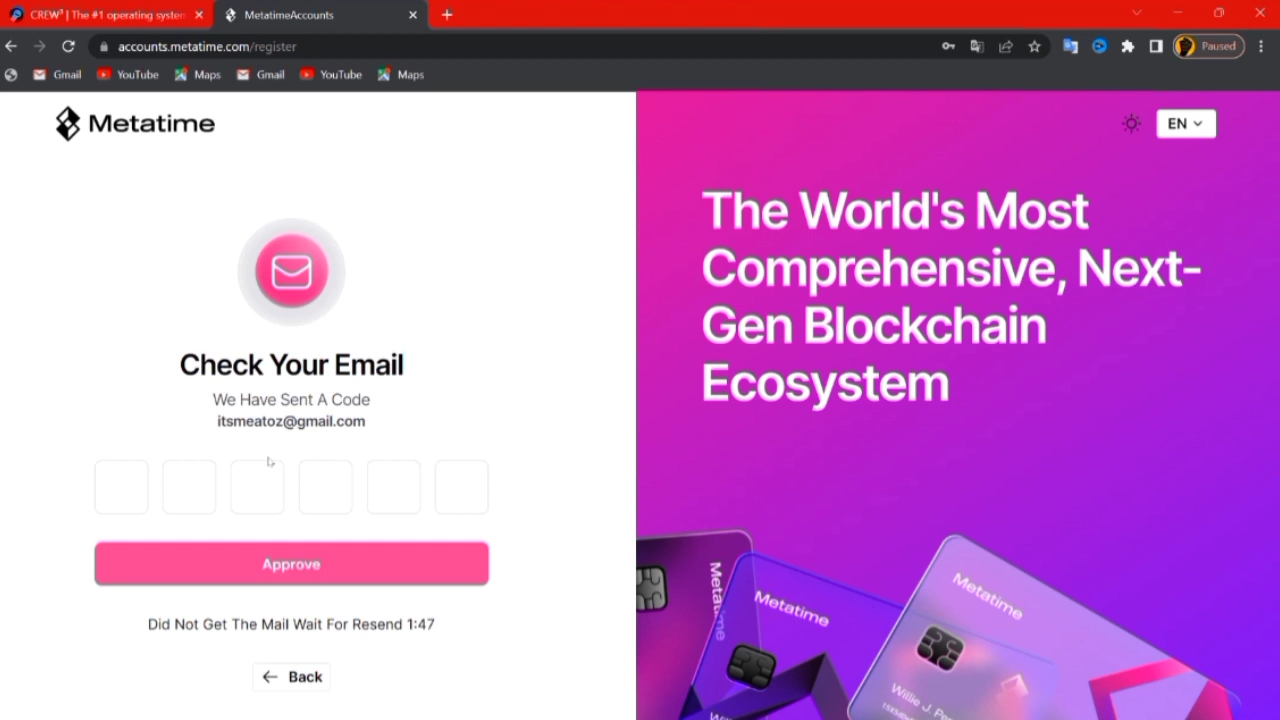 CREW³ | The #1 operating system
MetatimeAccounts
accounts.metatime.com/register
Paused
Gmail
YouTube
Maps
Gmail
YouTube
Maps
Metatime
EN
Check Your Email
We Have Sent A Code
itsmeatoz@gmail.com
Approve
Did Not Get The Mail Wait For Resend 1:47
Back
The World's Most
Comprehensive, Next-
Gen Blockchain
Ecosystem
Metatime
Metatime
Metatime
Willie J. Pe